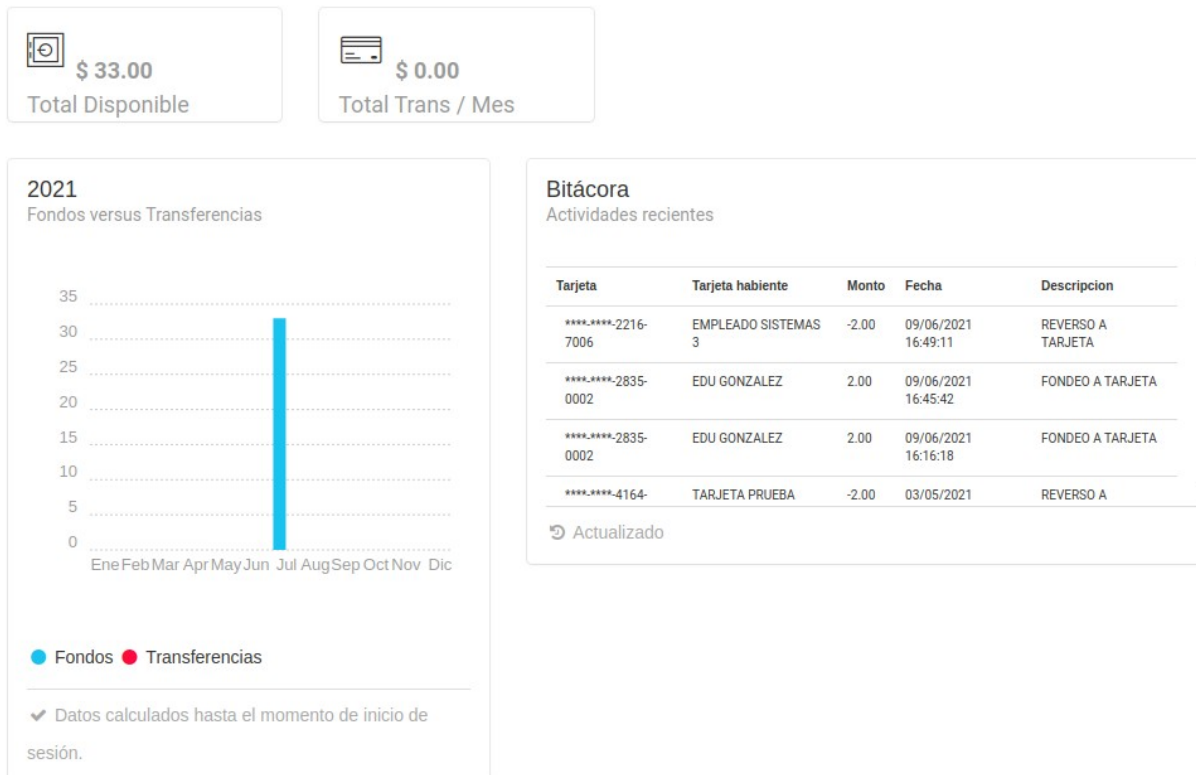 $ 33.00
Total Disponible
$ 0.00
Total Trans / Mes
2021
Fondos versus Transferencias
35
30
25
20
15
10
5
0
Ene Feb Mar Apr May Jun Jul Aug Sep Oct Nov Dic
Fondos Transferencias
Datos calculados hasta el momento de inicio de
sesión.
Bitácora
Actividades recientes
Tarjeta Tarjeta habiente Monto Fecha Descripcion
****-****-2216- EMPLEADO SISTEMAS -2.00 09/06/2021 REVERSO A
7006 3 16:49:11 TARJETA
****-****-2835- EDU GONZALEZ 2.00 09/06/2021 FONDEO A TARJETA
0002 16:45:42
****-****-2835- EDU GONZALEZ 2.00 09/06/2021 FONDEO A TARJETA
0002 16:16:18
****-****-4164- TARJETA PRUEBA -2.00 03/05/2021 REVERSO A
Actualizado